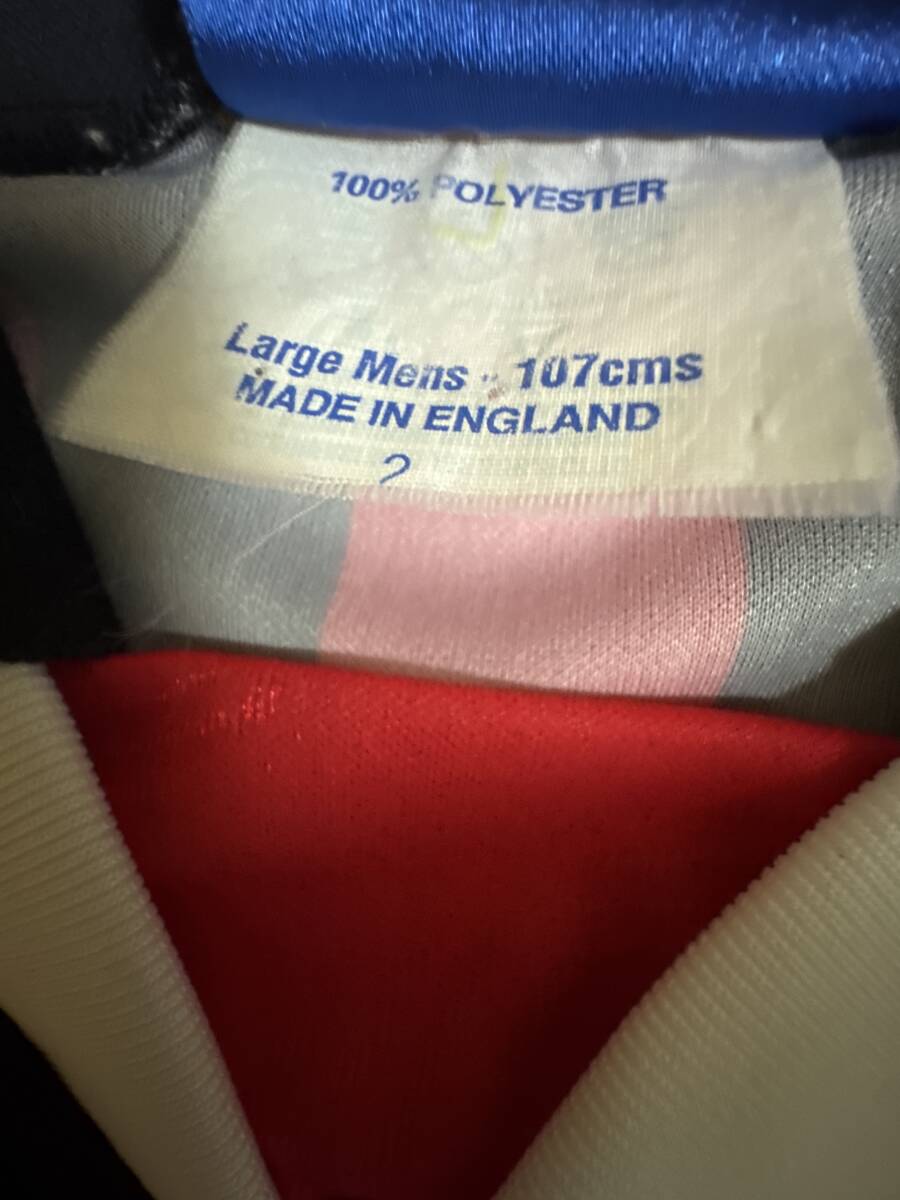 100% POLYESTER
Large Mens - 107cms
MADE IN ENGLAND
2